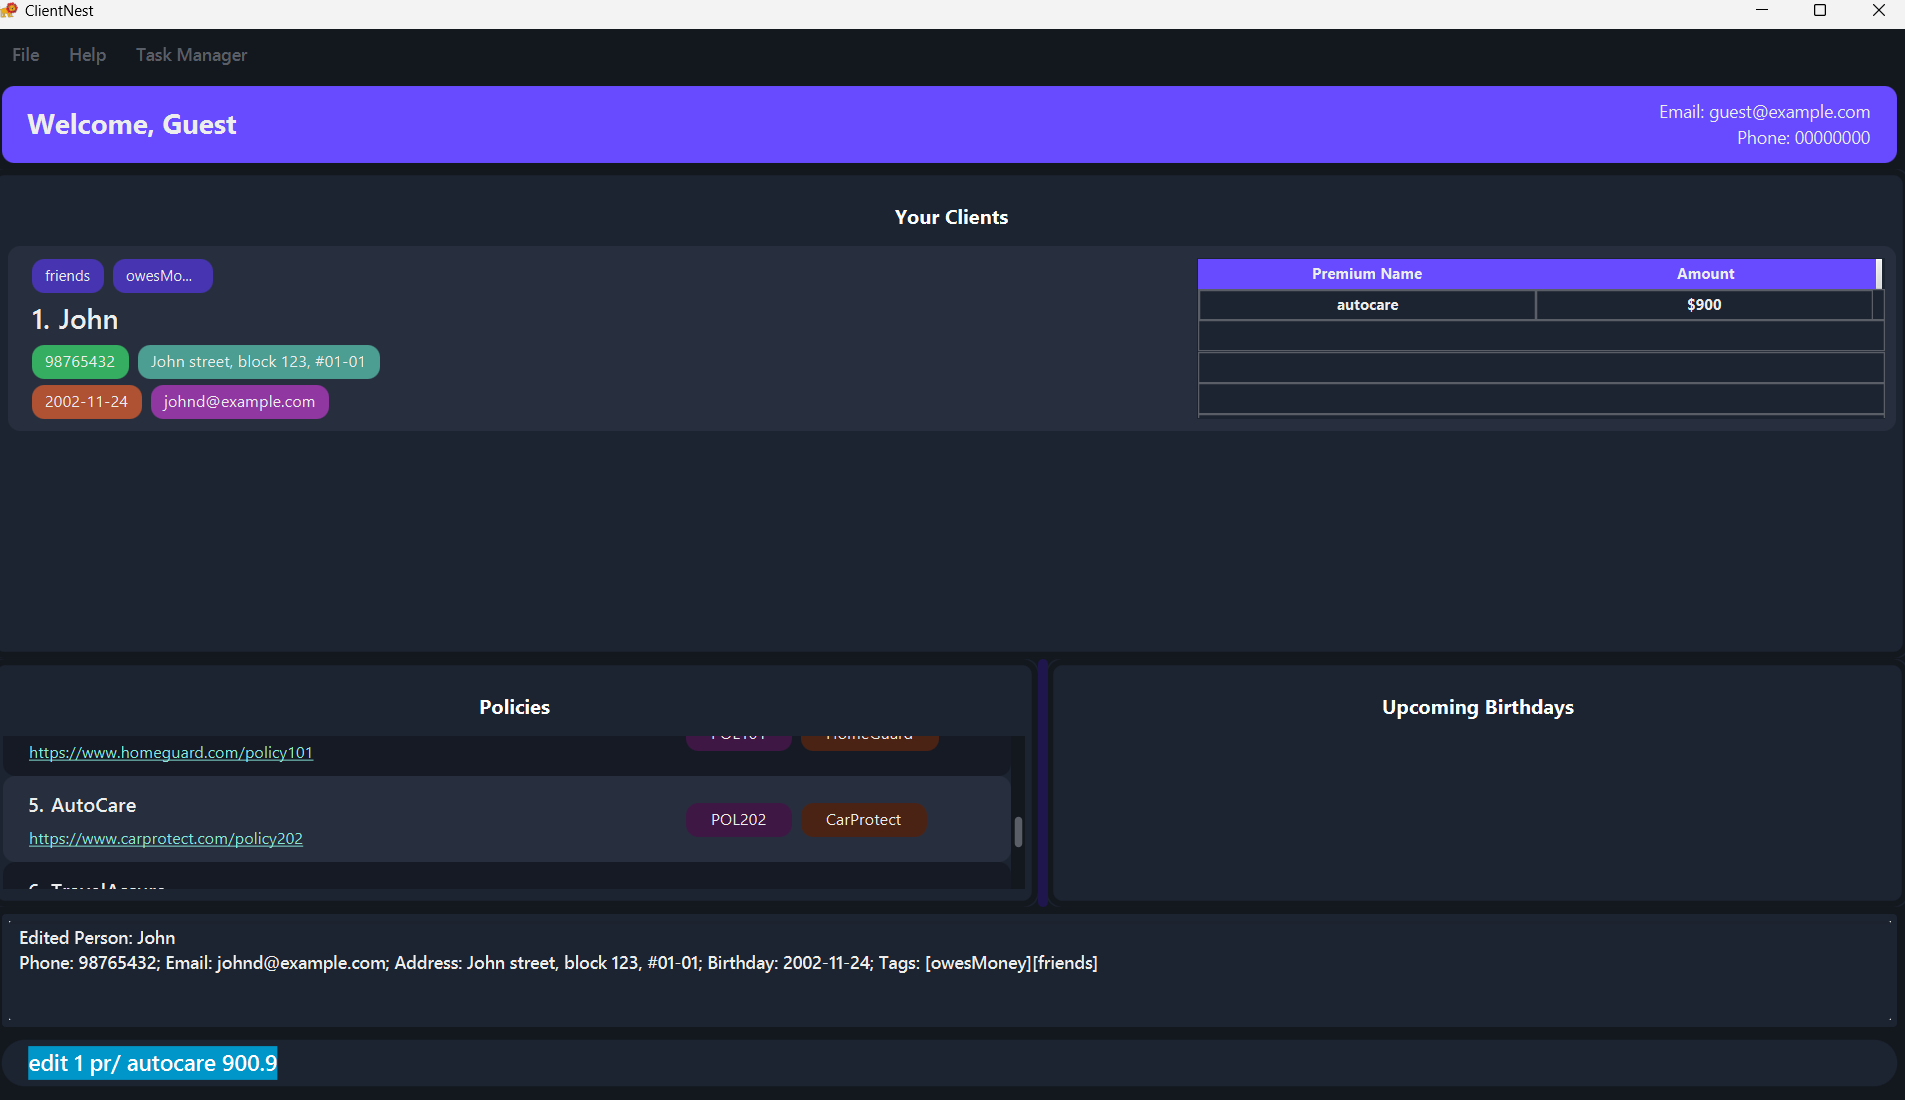 ClientNest
File Help Task Manager
Welcome, Guest
Email: guest@example.com
Phone: 00000000
Your Clients
friends owesMo...
1. John
98765432 John street, block 123, #01-01
2002-11-24 johnd@example.com
Premium Name Amount
autocare $900
Policies
POL101 HomeGuard
https://www.homeguard.com/policy101
5. AutoCare
https://www.carprotect.com/policy202
POL202 CarProtect
6. TravelAssure
Upcoming Birthdays
Edited Person: John
Phone: 98765432; Email: johnd@example.com; Address: John street, block 123, #01-01; Birthday: 2002-11-24; Tags: [owesMoney][friends]
edit 1 pr/ autocare 900.9